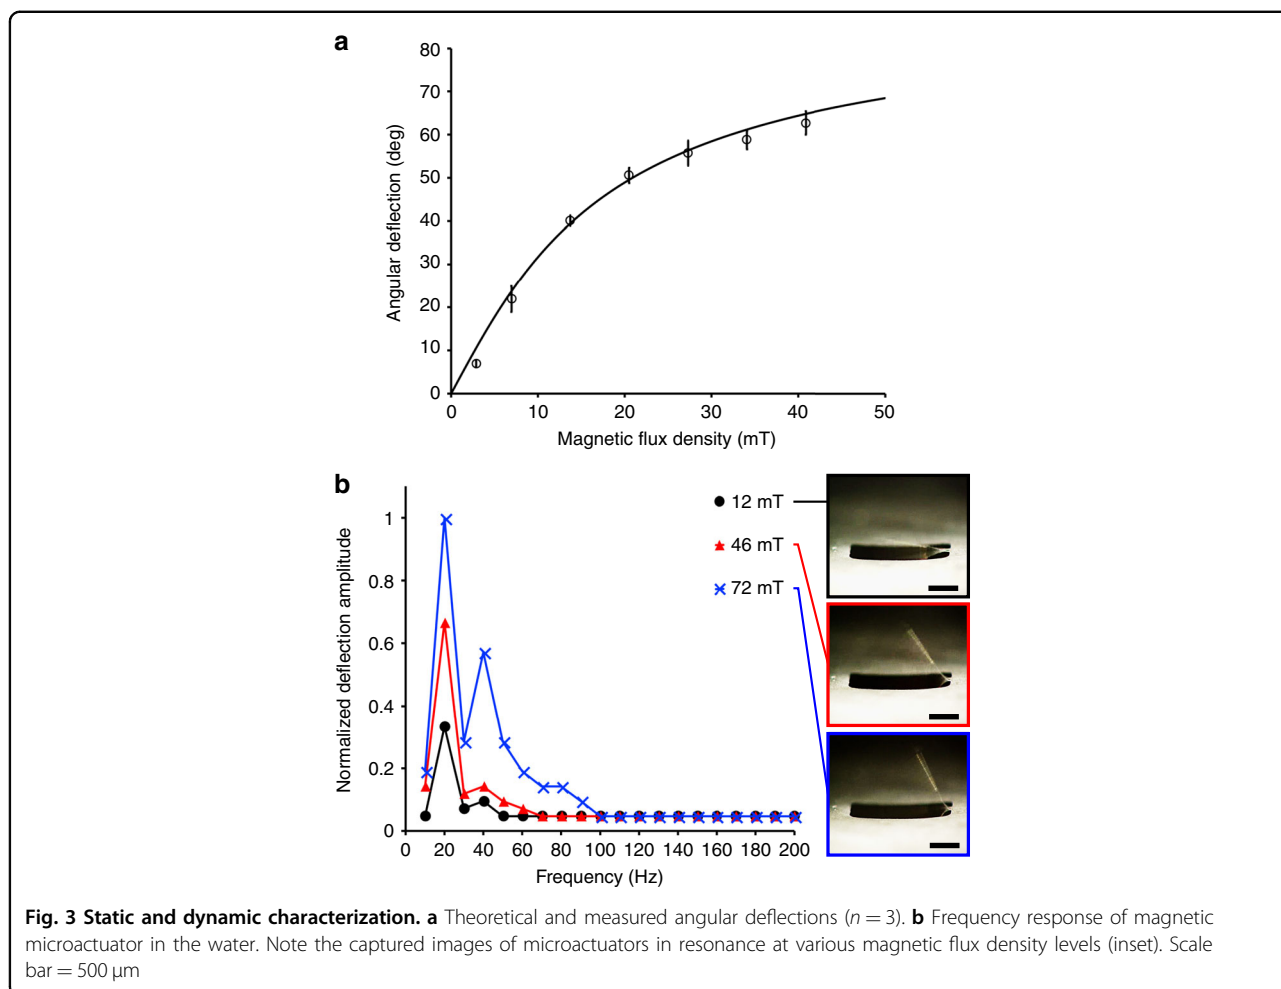 a
80
70
60
50
40
30
20
10
0
Angular deflection (deg)
0 10 20 30 40 50
Magnetic flux density (mT)
b
1
0.8
0.6
0.4
0.2
0
Normalized deflection amplitude
0 20 40 60 80 100 120 140 160 180 200
Frequency (Hz)
12 mT
46 mT
72 mT
Fig. 3 Static and dynamic characterization. a Theoretical and measured angular deflections (n = 3). b Frequency response of magnetic
microactuator in the water. Note the captured images of microactuators in resonance at various magnetic flux density levels (inset). Scale
bar = 500 µm